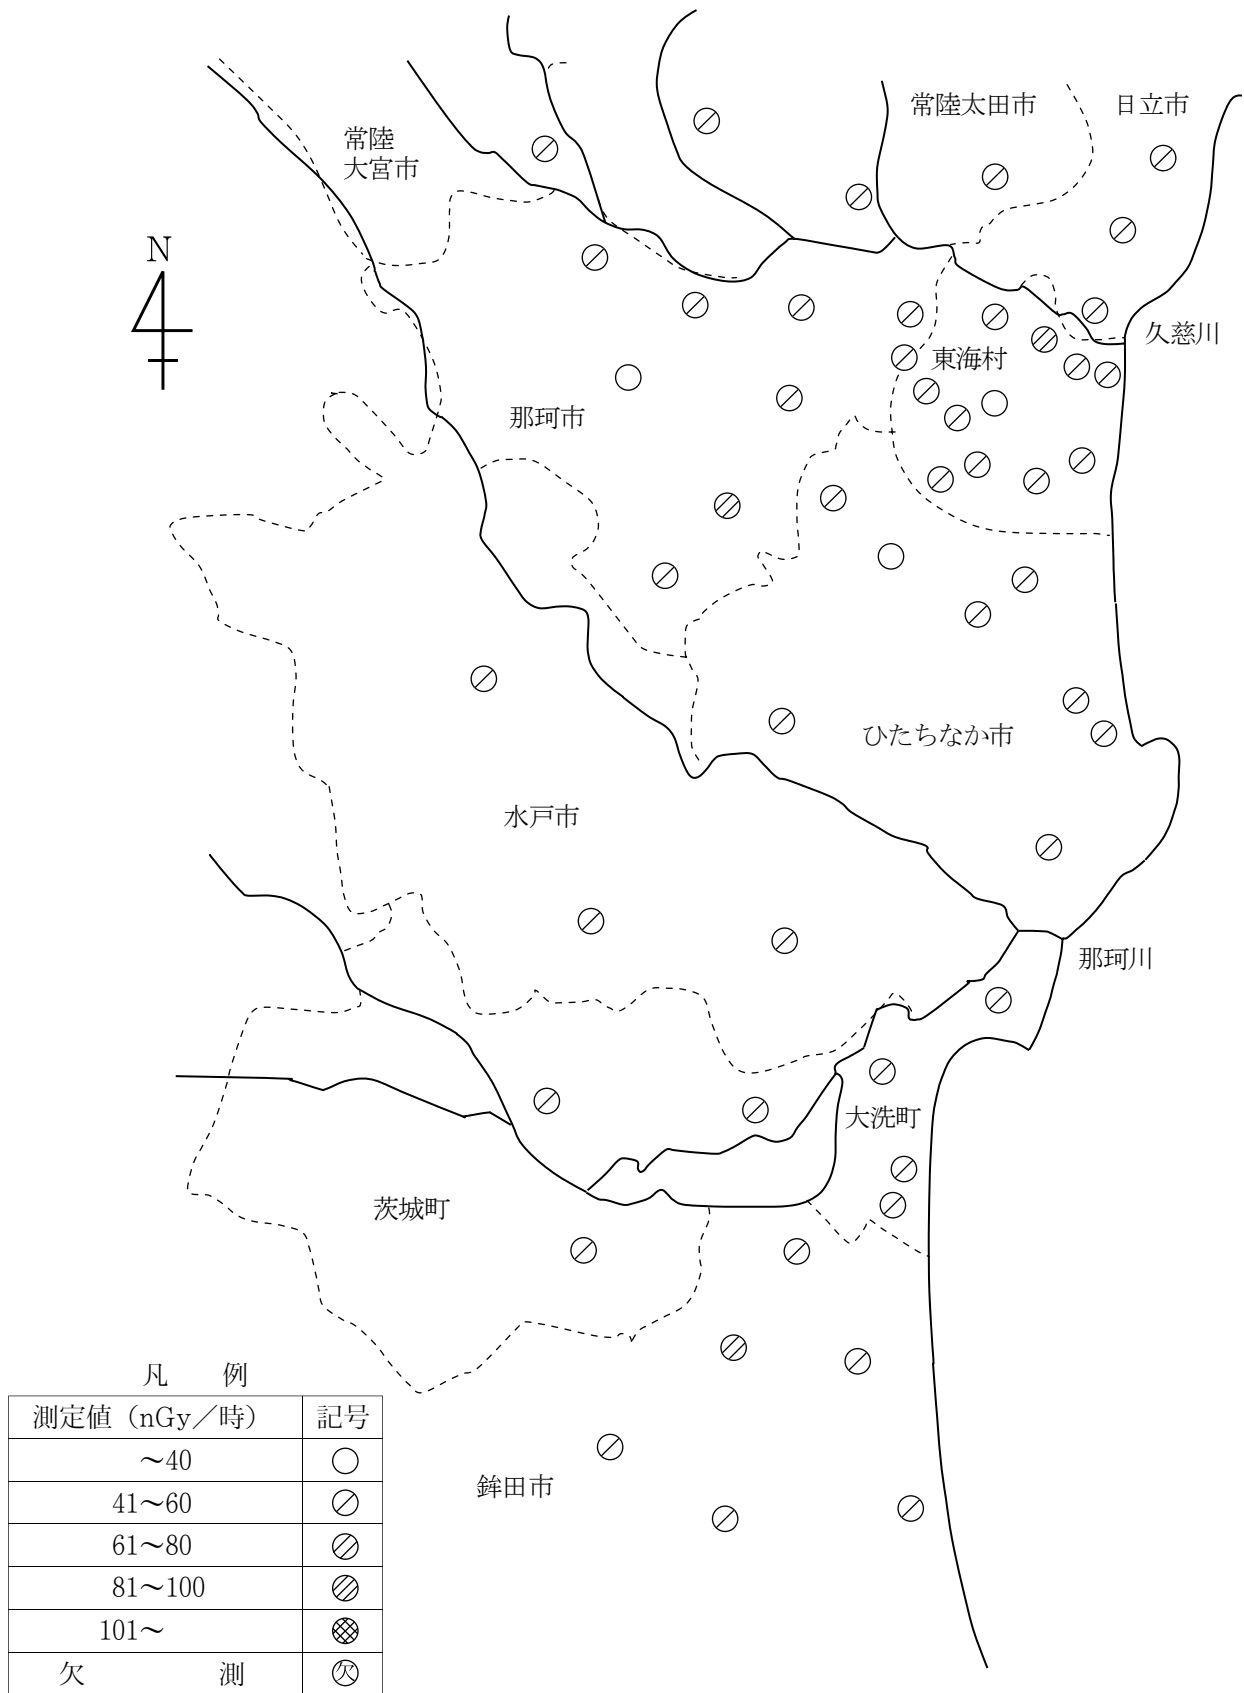 常陸太田市
日立市
常陸
大宮市
N
久慈川
東海村
那珂市
ひたちなか市
水戸市
那珂川
大洗町
茨城町
凡 例
測定値（nGy／時） 記号
～40
41～60
61～80
81～100
101～
欠 測 欠
鉾田市